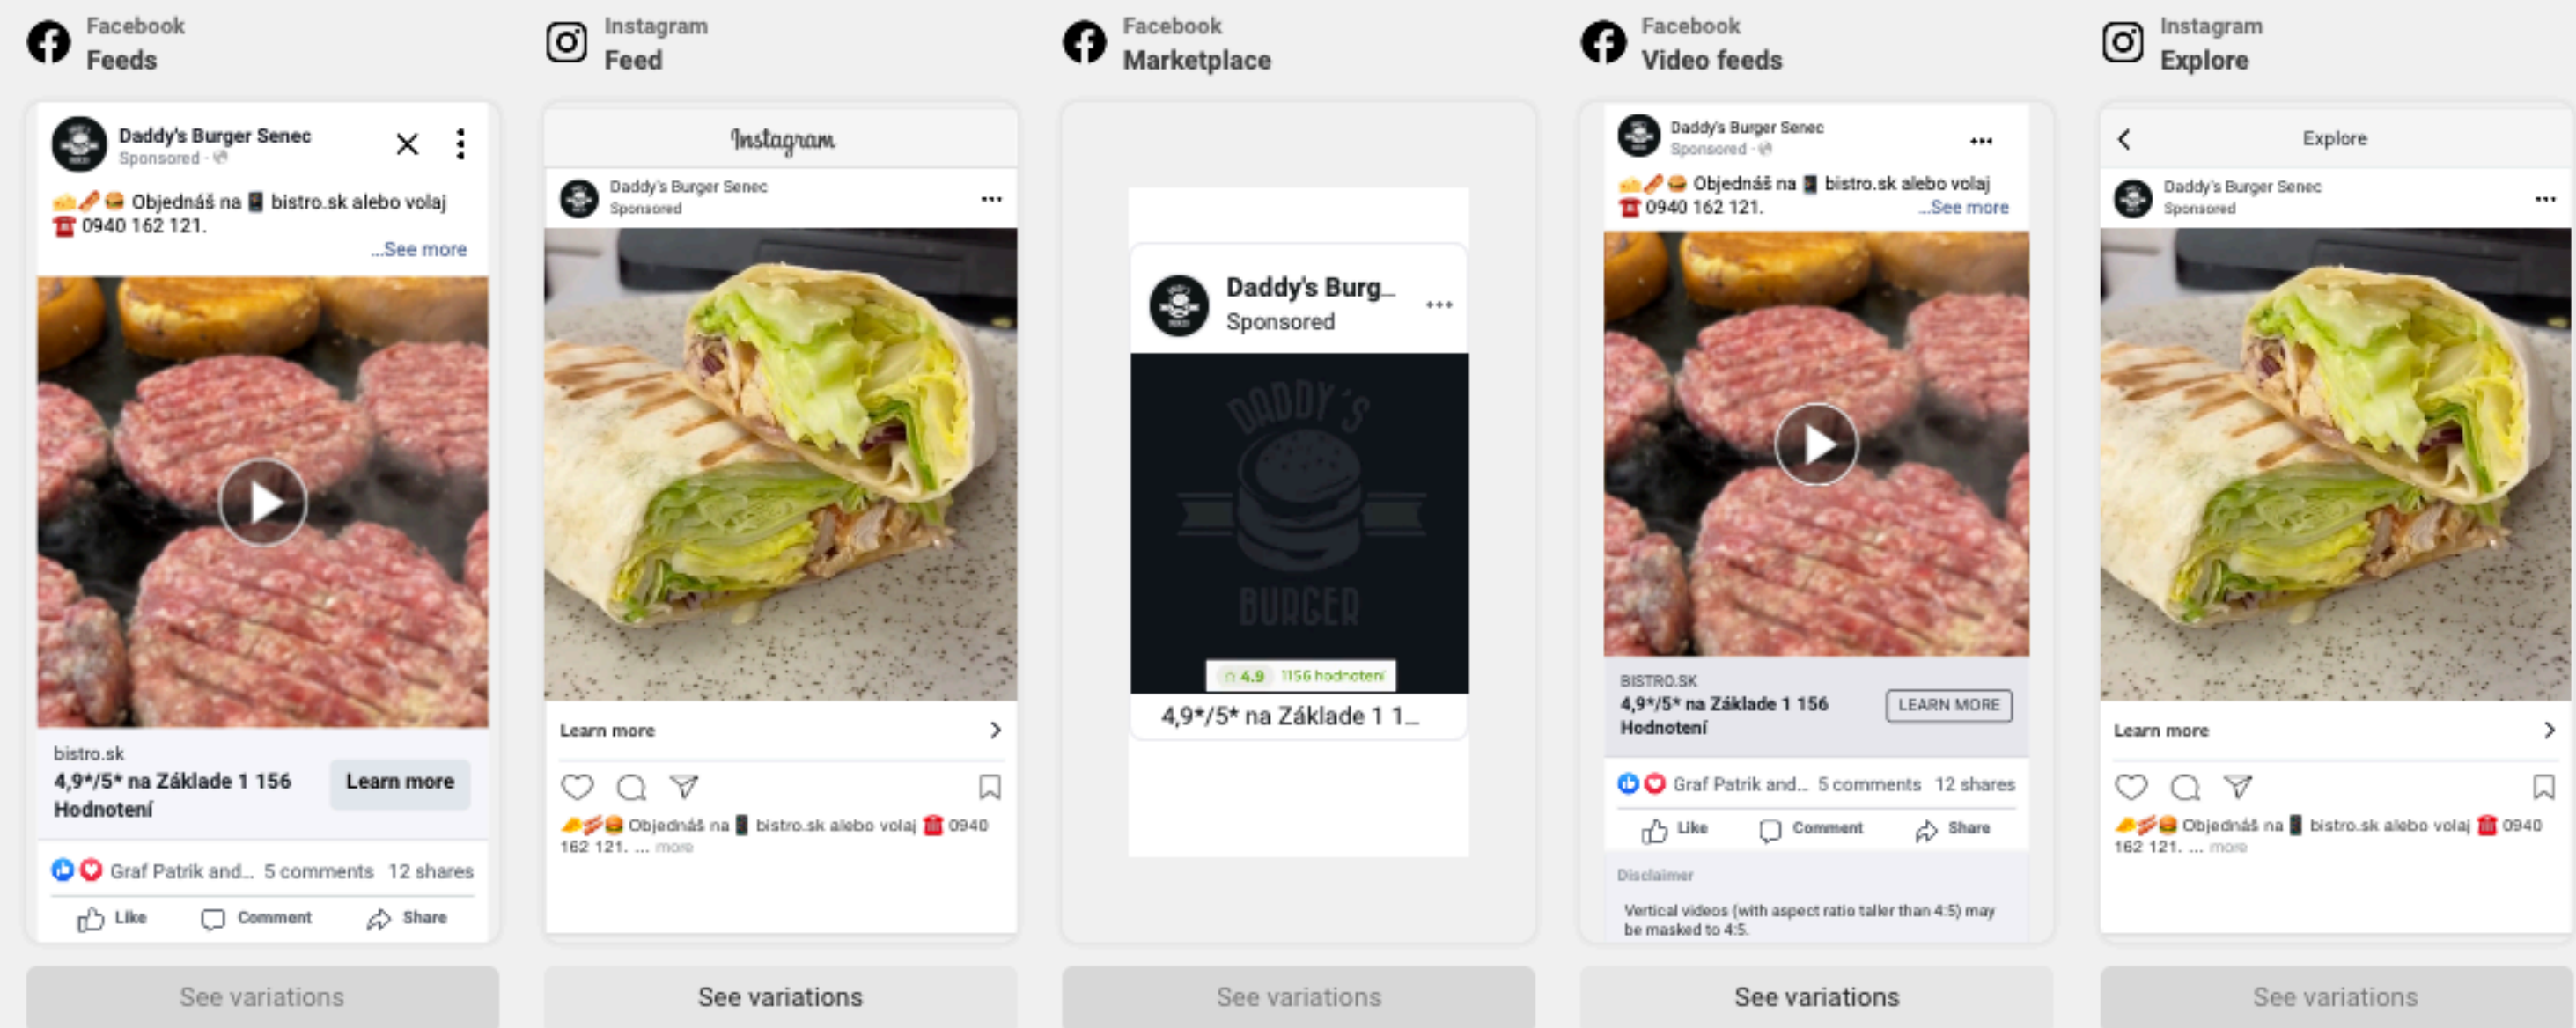 Facebook
Feeds
Daddy's Burger Senec
Sponsored ·
Objednáš na bistro.sk alebo volaj
0940 162 121.
...See more
bistro.sk
4,9*/5* na Základe 1 156
Hodnotení
Learn more
Graf Patrik and... 5 comments 12 shares
Like Comment Share
See variations
Instagram
Feed
Instagram
Daddy's Burger Senec
Sponsored
Learn more
Objednáš na bistro.sk alebo volaj 0940
162 121. ... more
See variations
Facebook
Marketplace
Daddy's Burg...
Sponsored
DADDY'S
BURGER
4.9 1156 hodnotení
4,9*/5* na Základe 1 1...
See variations
Facebook
Video feeds
Daddy's Burger Senec
Sponsored ·
Objednáš na bistro.sk alebo volaj
0940 162 121. ...See more
BISTRO.SK
4,9*/5* na Základe 1 156
Hodnotení
LEARN MORE
Graf Patrik and... 5 comments 12 shares
Like Comment Share
Disclaimer
Vertical videos (with aspect ratio taller than 4:5) may
be masked to 4:5.
See variations
Instagram
Explore
Explore
Daddy's Burger Senec
Sponsored
Learn more
Objednáš na bistro.sk alebo volaj 0940
162 121. ... more
See variations